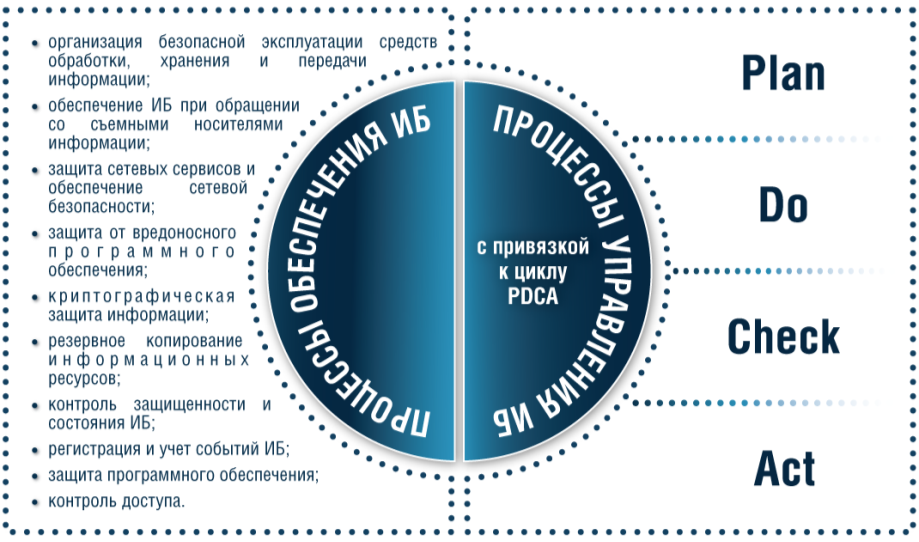 • организация безопасной эксплуатации средств
обработки, хранения и передачи
информации;
• обеспечение ИБ при обращении
со съемными носителями
информации;
• защита сетевых сервисов и
обеспечение сетевой
безопасности;
• защита от вредоносного
программного
обеспечения;
• криптографическая
защита информации;
• резервное копирование
информационных
ресурсов;
• контроль защищенности и
состояния ИБ;
• регистрация и учет событий ИБ;
• защита программного обеспечения;
• контроль доступа.
ПРОЦЕССЫ ОБЕСПЕЧЕНИЯ ИБ
ПРОЦЕССЫ УПРАВЛЕНИЯ ИБ
с привязкой
к циклу
PDCA
Plan
Do
Check
Act